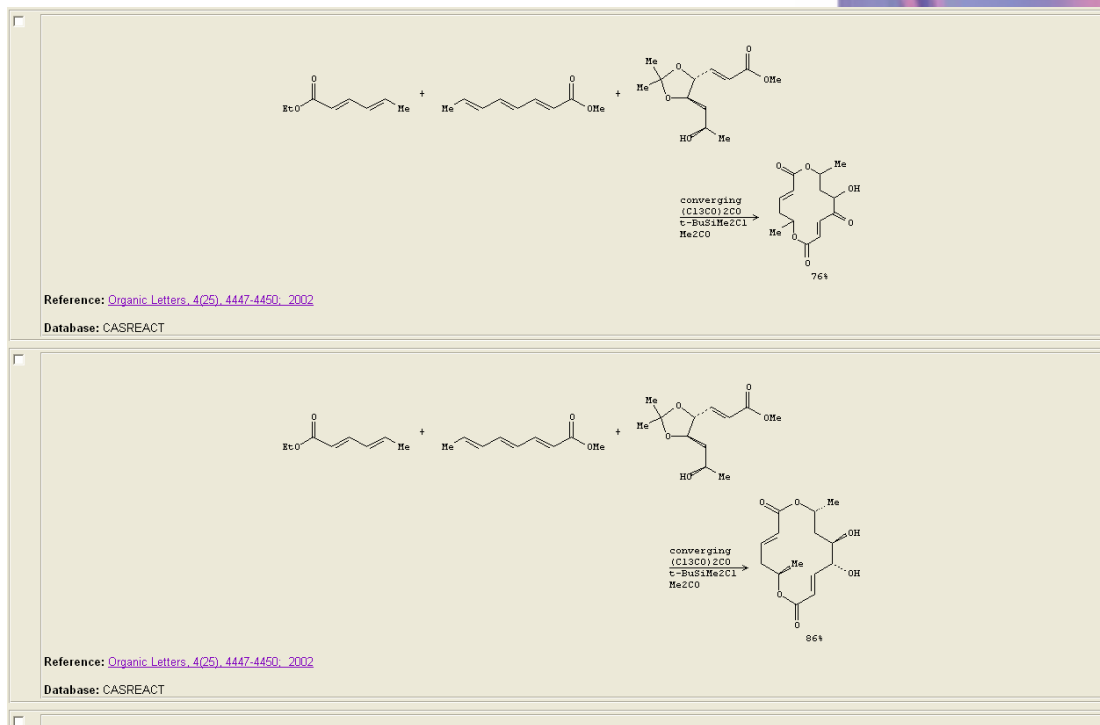 O
EtO
Me
+
Me
O
OMe
+
Me
Me
O
O
O
OMe
HO
Me
converging
(Cl3CO)2CO
t-BuSiMe2Cl
Me2CO
O
O
Me
OH
O
Me
O
O
76%
Reference: Organic Letters, 4(25), 4447-4450; 2002
Database: CASREACT
O
EtO
Me
+
Me
O
OMe
+
Me
Me
O
O
O
OMe
HO
Me
converging
(Cl3CO)2CO
t-BuSiMe2Cl
Me2CO
O
O
Me
OH
Me
OH
O
O
86%
Reference: Organic Letters, 4(25), 4447-4450; 2002
Database: CASREACT